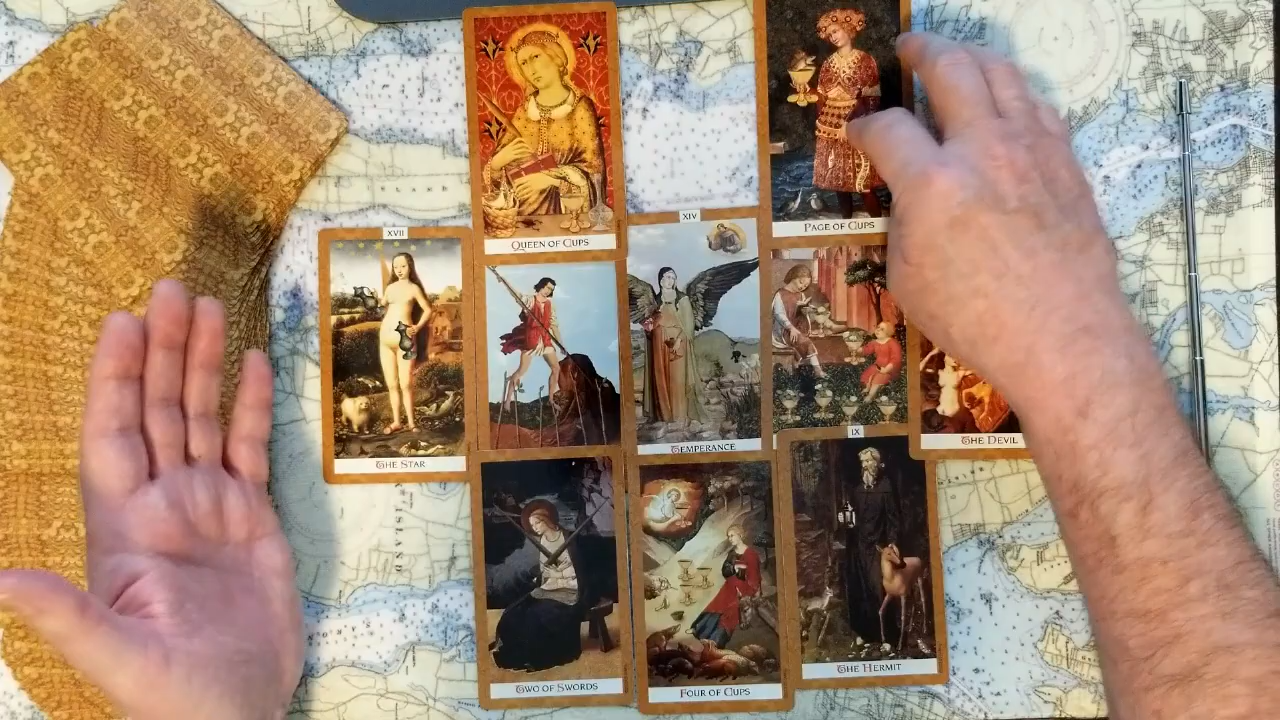 QUEEN OF CUPS
PAGE OF CUPS
XVII
THE STAR
XIV
TEMPERANCE
THE DEVIL
TWO OF SWORDS
FOUR OF CUPS
IX
THE HERMIT
ISLAND